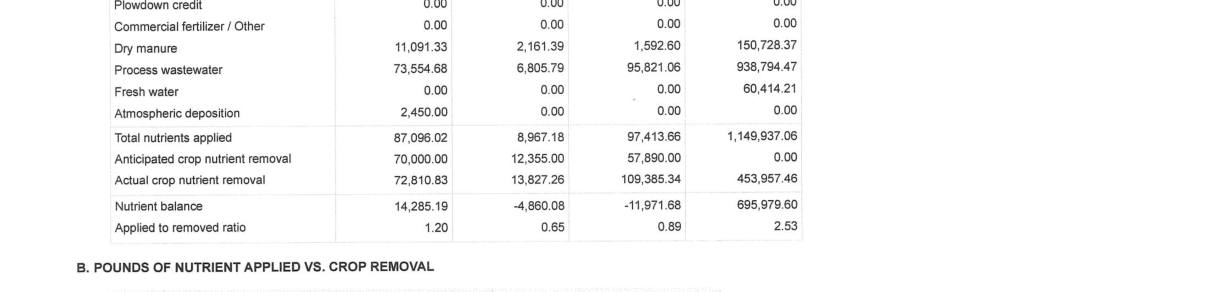 Plowdown credit 0.00 0.00 0.00 0.00
Commercial fertilizer / Other 0.00 0.00 0.00 0.00
Dry manure 11,091.33 2,161.39 1,592.60 150,728.37
Process wastewater 73,554.68 6,805.79 95,821.06 938,794.47
Fresh water 0.00 0.00 0.00 60,414.21
Atmospheric deposition 2,450.00 0.00 0.00 0.00
Total nutrients applied 87,096.02 8,967.18 97,413.66 1,149,937.06
Anticipated crop nutrient removal 70,000.00 12,355.00 57,890.00 0.00
Actual crop nutrient removal 72,810.83 13,827.26 109,385.34 453,957.46
Nutrient balance 14,285.19 -4,860.08 -11,971.68 695,979.60
Applied to removed ratio 1.20 0.65 0.89 2.53
B. POUNDS OF NUTRIENT APPLIED VS. CROP REMOVAL